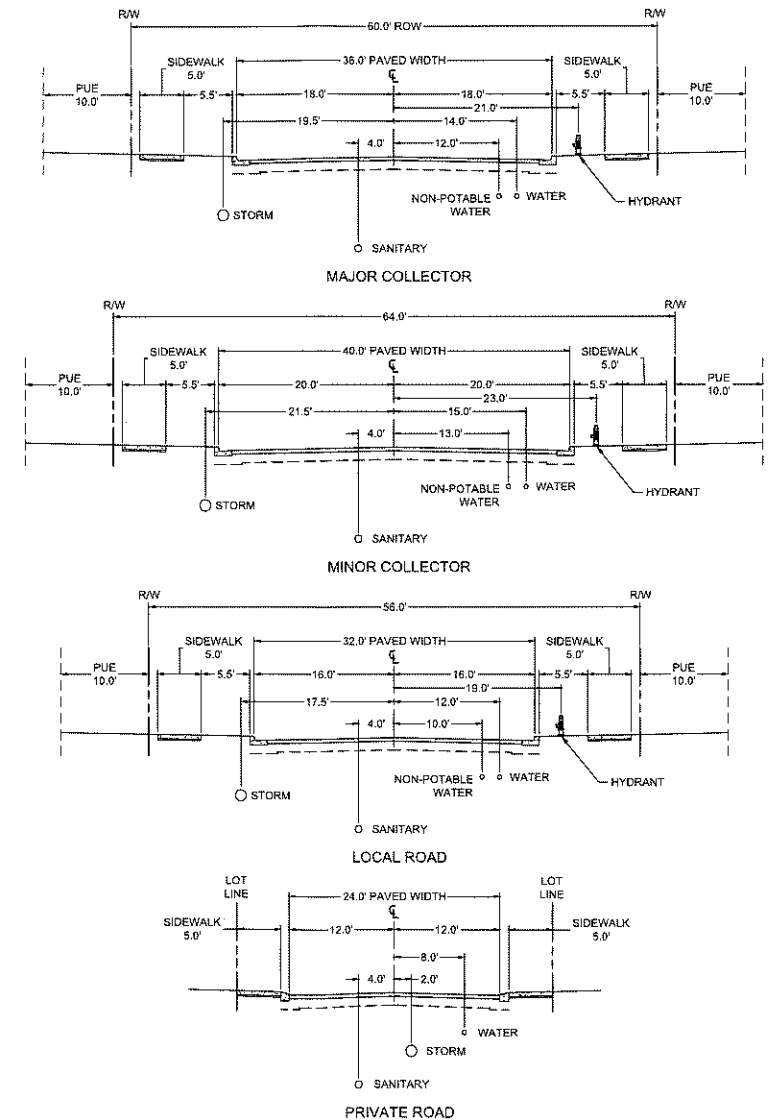 R/W
R/W
60.0' ROW
SIDEWALK
5.0'
36.0' PAVED WIDTH
SIDEWALK
5.0'
℄
PUE
10.0'
5.5'
18.0'
18.0'
5.5'
PUE
10.0'
21.0'
19.5'
14.0'
4.0'
12.0'
NON-POTABLE
WATER
WATER
HYDRANT
STORM
SANITARY
MAJOR COLLECTOR
R/W
R/W
64.0'
SIDEWALK
5.0'
40.0' PAVED WIDTH
SIDEWALK
5.0'
℄
PUE
10.0'
5.5'
20.0'
20.0'
5.5'
PUE
10.0'
23.0'
21.5'
15.0'
4.0'
13.0'
NON-POTABLE
WATER
WATER
HYDRANT
STORM
SANITARY
MINOR COLLECTOR
R/W
R/W
56.0'
SIDEWALK
5.0'
32.0' PAVED WIDTH
SIDEWALK
5.0'
℄
PUE
10.0'
5.5'
16.0'
16.0'
5.5'
PUE
10.0'
19.0'
17.5'
12.0'
4.0'
10.0'
NON-POTABLE
WATER
WATER
HYDRANT
STORM
SANITARY
LOCAL ROAD
LOT
LINE
LOT
LINE
24.0' PAVED WIDTH
℄
SIDEWALK
5.0'
12.0'
12.0'
SIDEWALK
5.0'
8.0'
4.0'
2.0'
WATER
STORM
SANITARY
PRIVATE ROAD